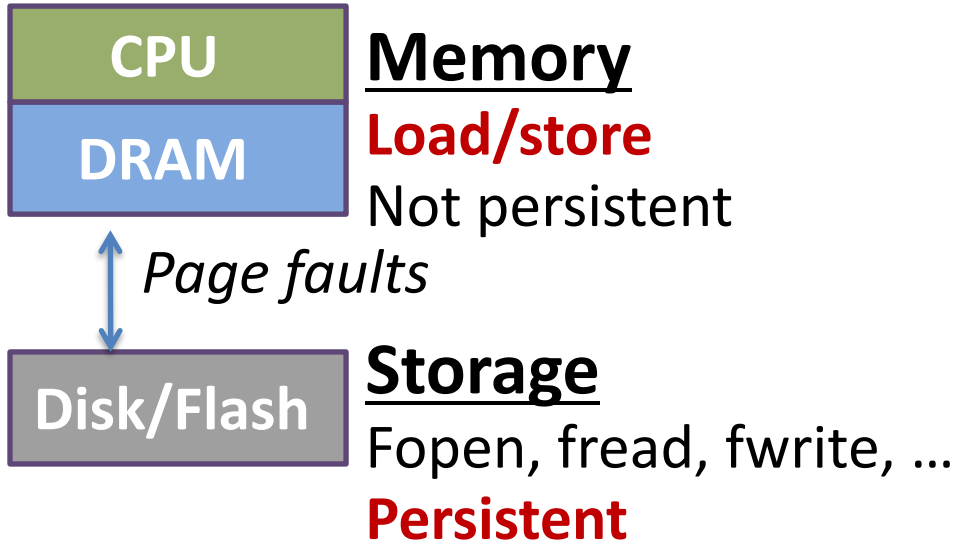 CPU
DRAM
Memory
Load/store
Not persistent
Page faults
Disk/Flash
Storage
Fopen, fread, fwrite, …
Persistent